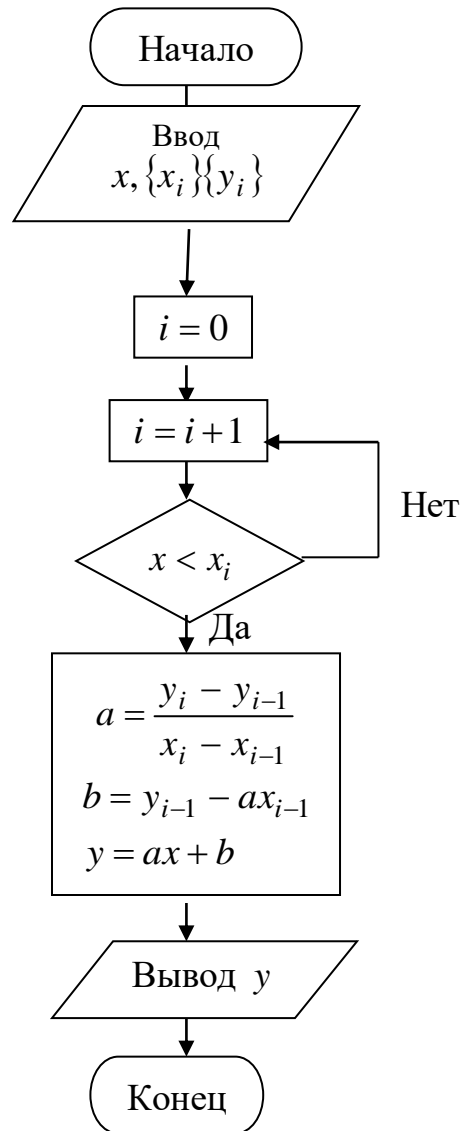 Начало
Ввод
x, {x_i}{y_i}
i = 0
i = i + 1
Нет
x < x_i
Да
a = \frac{y_i - y_{i-1}}{x_i - x_{i-1}}
b = y_{i-1} - ax_{i-1}
y = ax + b
Вывод y
Конец